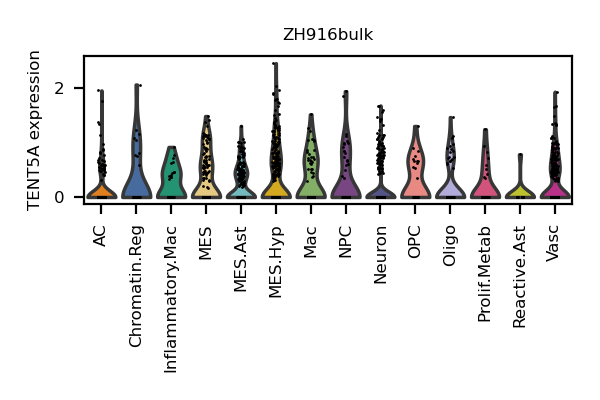 ZH916bulk
TENT5A expression
2
0
AC
Chromatin.Reg
Inflammatory.Mac
MES
MES.Ast
MES.Hyp
Mac
NPC
Neuron
OPC
Oligo
Prolif.Metab
Reactive.Ast
Vasc